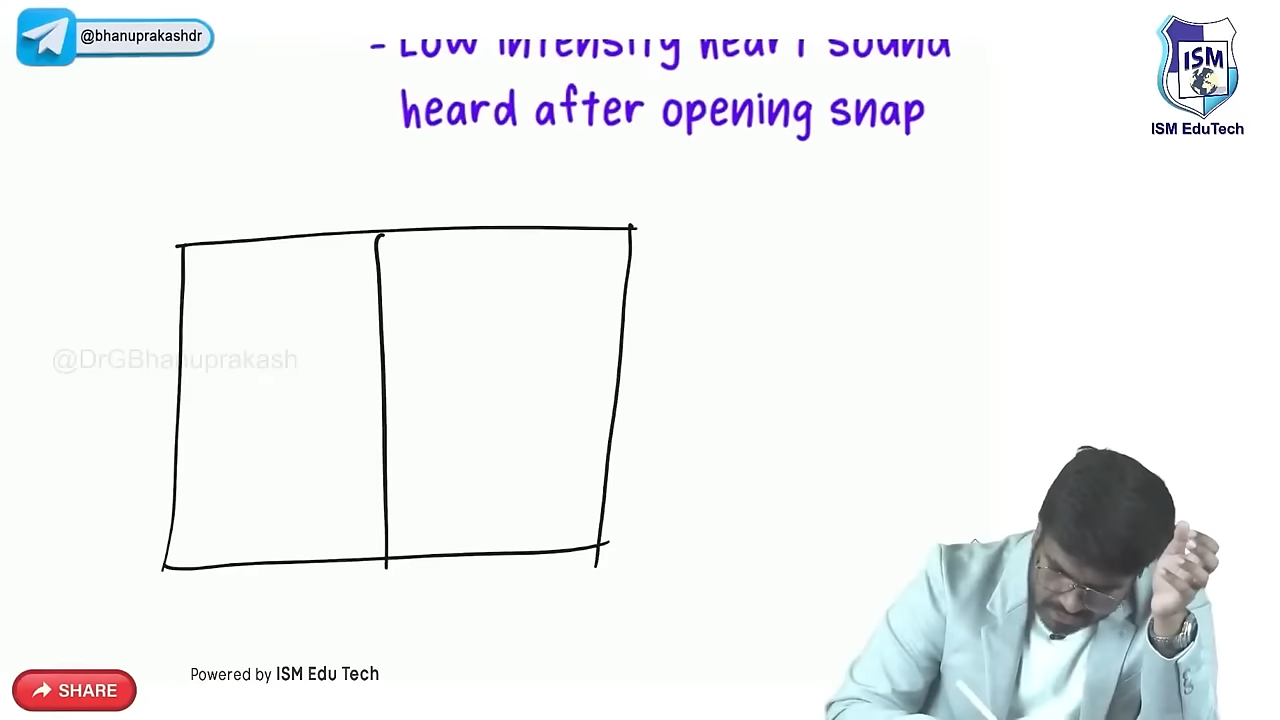 @bhanuprakashdr
- Low intensity heart sound
heard after opening snap
ISM
ISM EduTech
@DrGBhanuprakash
Powered by ISM Edu Tech
SHARE